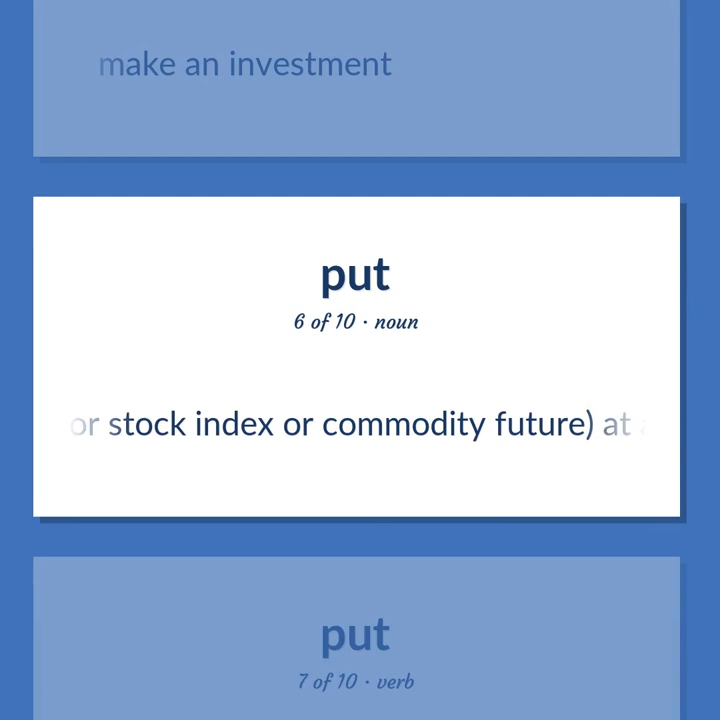 make an investment
put
6 of 10 · noun
or stock index or commodity future) at a
put
7 of 10 · verb